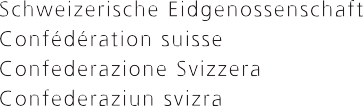 Schweizerische Eidgenossenschaft
Confédération suisse
Confederazione Svizzera
Confederaziun svizra